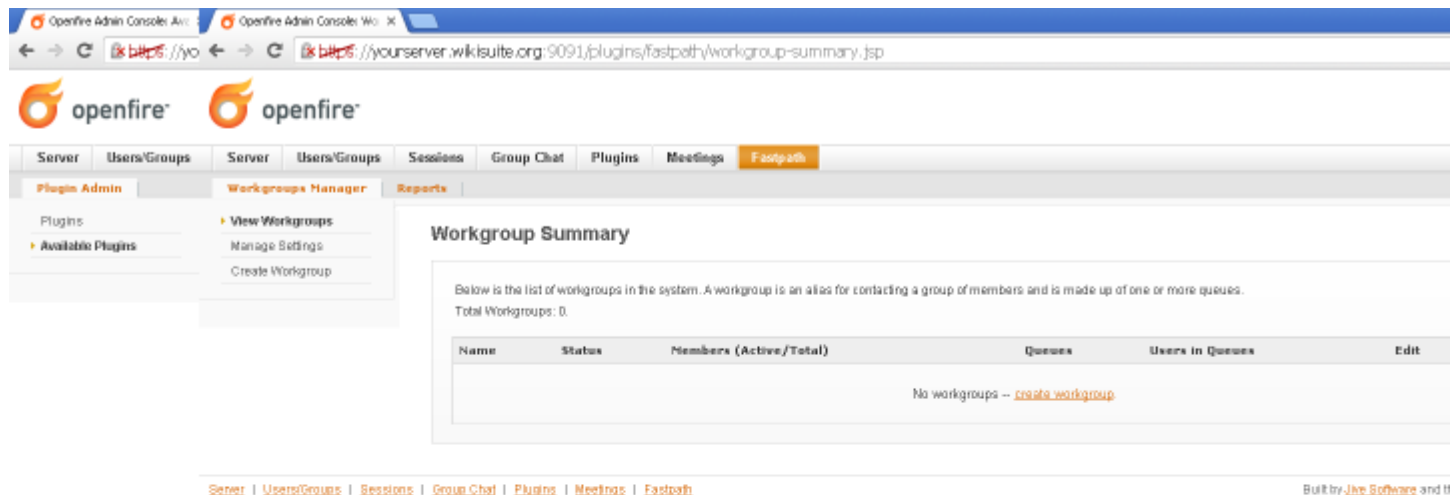 Openfire Admin Console: Av
Openfire Admin Console: Wo
https://yo
https://yourserver.wikisuite.org:9091/plugins/fastpath/workgroup-summary.jsp
openfire
openfire
Server Users/Groups
Server Users/Groups Sessions Group Chat Plugins Meetings Fastpath
Plugin Admin
Workgroups Manager Reports
Plugins
Available Plugins
View Workgroups
Manage Settings
Create Workgroup
Workgroup Summary
Below is the list of workgroups in the system. A workgroup is an alias for contacting a group of members and is made up of one or more queues.
Total Workgroups: 0.
Name Status Members (Active/Total) Queues Users in Queues Edit
No workgroups -- create workgroup.
Server | Users/Groups | Sessions | Group Chat | Plugins | Meetings | Fastpath
Built by Jive Software and th